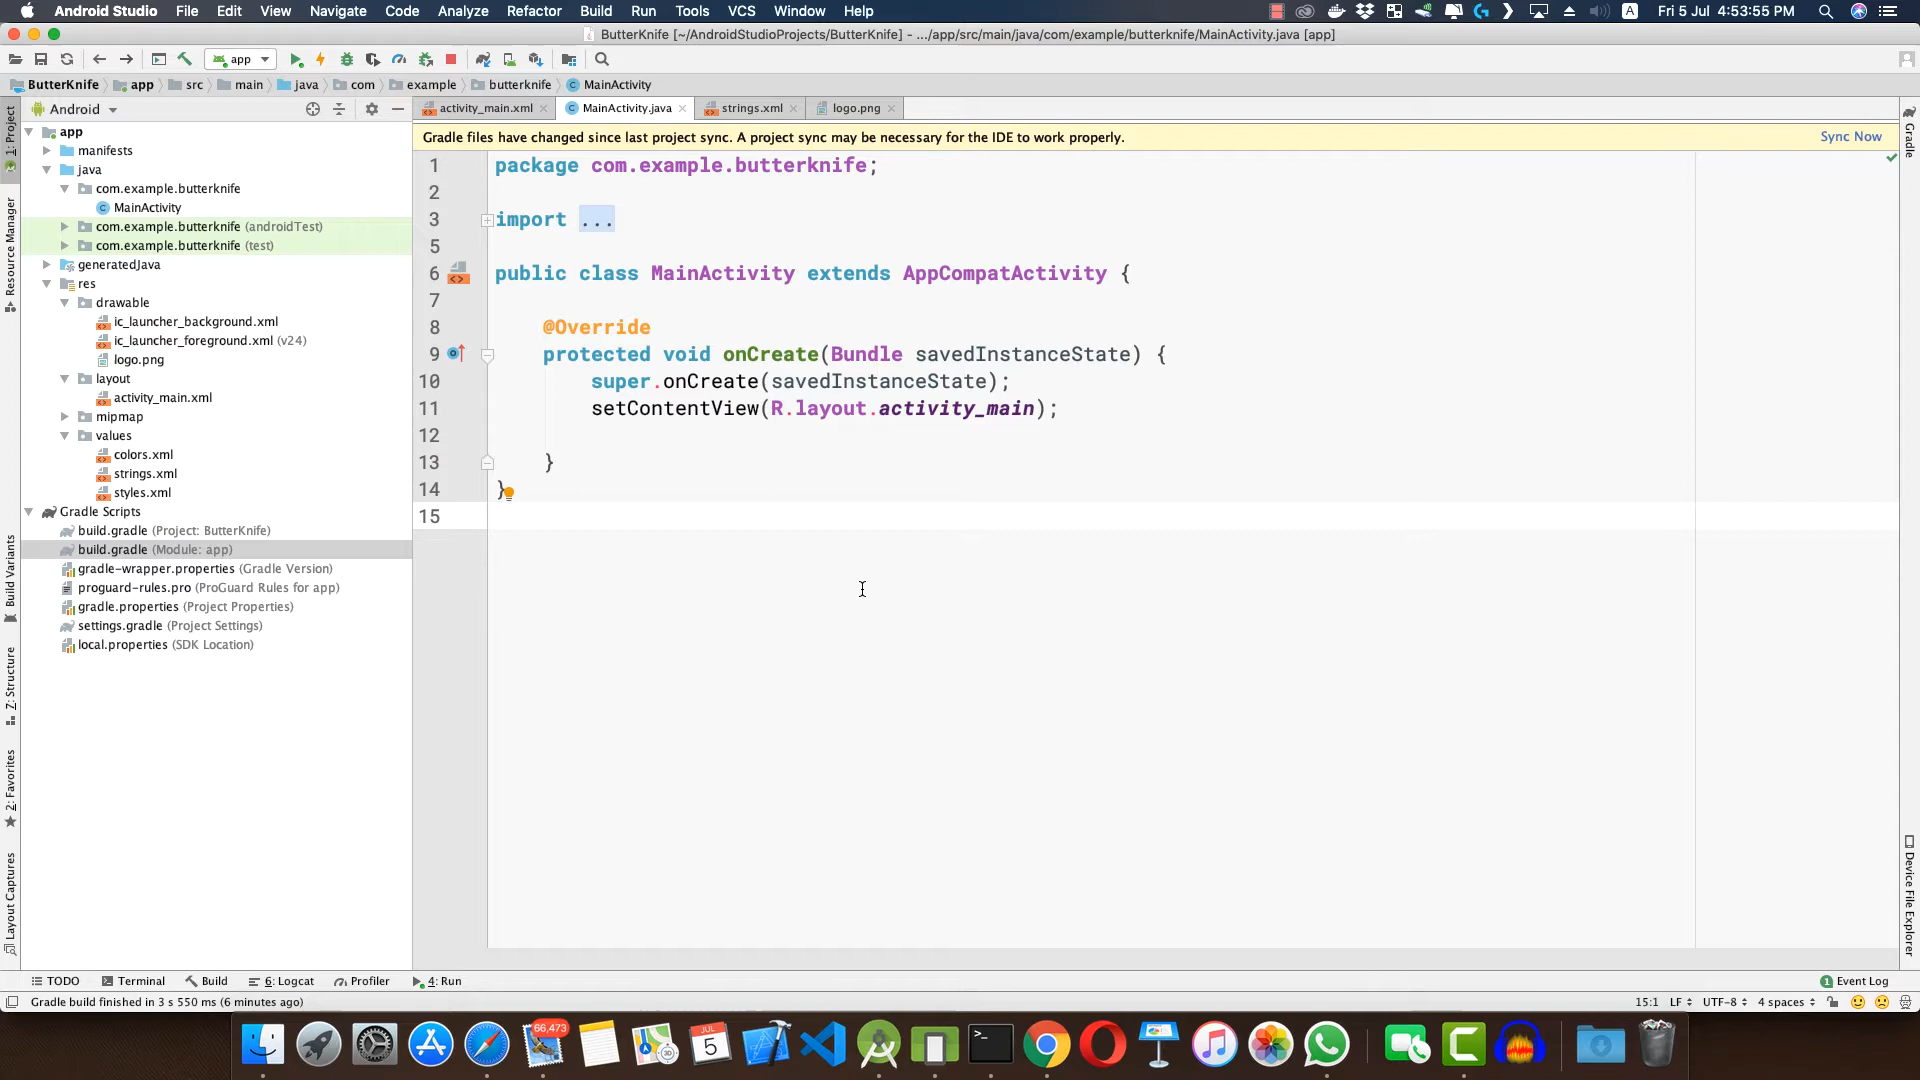 Android Studio File Edit View Navigate Code Analyze Refactor Build Run Tools VCS Window Help A Fri 5 Jul 4:53:55 PM
ButterKnife [~/AndroidStudioProjects/ButterKnife] - .../app/src/main/java/com/example/butterknife/MainActivity.java [app]
app
ButterKnife app src main java com example butterknife MainActivity
Android
activity_main.xml MainActivity.java strings.xml logo.png
Gradle files have changed since last project sync. A project sync may be necessary for the IDE to work properly. Sync Now
app
manifests
java
com.example.butterknife
MainActivity
com.example.butterknife (androidTest)
com.example.butterknife (test)
generatedJava
res
drawable
ic_launcher_background.xml
ic_launcher_foreground.xml (v24)
logo.png
layout
activity_main.xml
mipmap
values
colors.xml
strings.xml
styles.xml
Gradle Scripts
build.gradle (Project: ButterKnife)
build.gradle (Module: app)
gradle-wrapper.properties (Gradle Version)
proguard-rules.pro (ProGuard Rules for app)
gradle.properties (Project Properties)
settings.gradle (Project Settings)
local.properties (SDK Location)
1: Project
Resource Manager
Build Variants
Z: Structure
2: Favorites
Layout Captures
1 package com.example.butterknife;
2
3 import ...
5
6 public class MainActivity extends AppCompatActivity {
7
8 @Override
9 protected void onCreate(Bundle savedInstanceState) {
10 super.onCreate(savedInstanceState);
11 setContentView(R.layout.activity_main);
12
13 }
14 }
15
Gradle
Device File Explorer
TODO Terminal Build 6: Logcat Profiler 4: Run 1 Event Log
Gradle build finished in 3 s 550 ms (6 minutes ago) 15:1 LF UTF-8 4 spaces
66,473
JUL
5
3D
>_